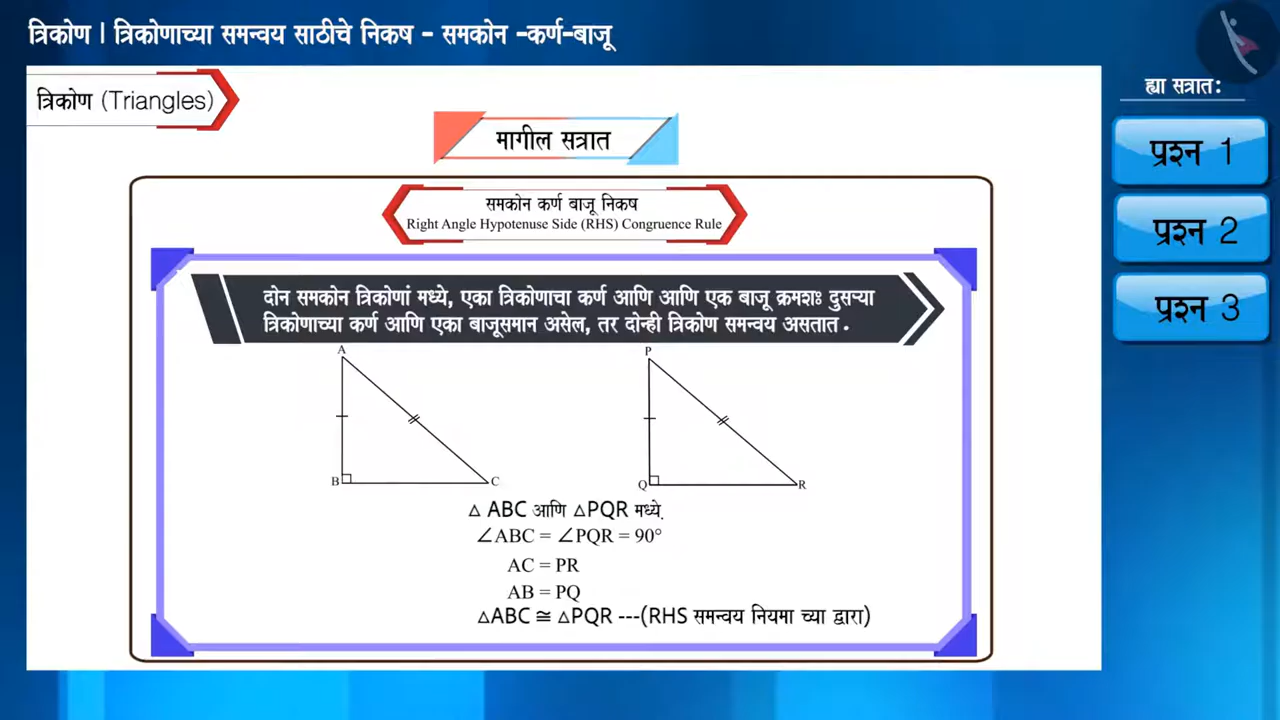 त्रिकोण | त्रिकोणाच्या समन्वय साठीचे निकष - समकोन -कर्ण-बाजू
त्रिकोण (Triangles)
मागील सत्रात
समकोन कर्ण बाजू निकष
Right Angle Hypotenuse Side (RHS) Congruence Rule
दोन समकोन त्रिकोणां मध्ये, एका त्रिकोणाचा कर्ण आणि आणि एक बाजू क्रमशः दुसऱ्या
त्रिकोणाच्या कर्ण आणि एका बाजूसमान असेल, तर दोन्ही त्रिकोण समन्वय असतात.
A
B
C
P
Q
R
△ ABC आणि △PQR मध्ये,
∠ABC = ∠PQR = 90°
AC = PR
AB = PQ
△ABC ≅ △PQR ---(RHS समन्वय नियमा च्या द्वारा)
ह्या सत्रातः
प्रश्न 1
प्रश्न 2
प्रश्न 3